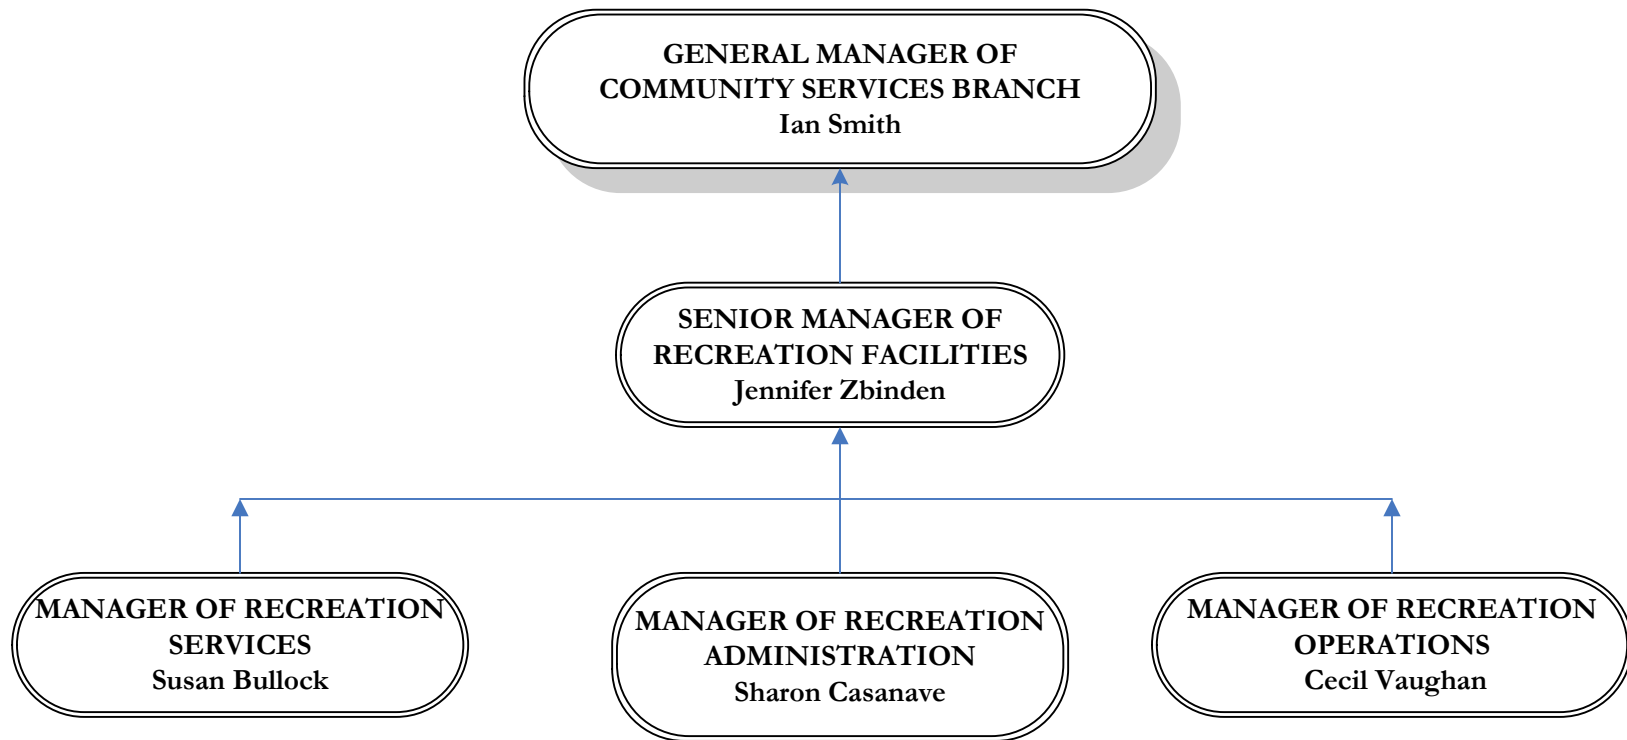 GENERAL MANAGER OF
COMMUNITY SERVICES BRANCH
Ian Smith
SENIOR MANAGER OF
RECREATION FACILITIES
Jennifer Zbinden
MANAGER OF RECREATION
SERVICES
Susan Bullock
MANAGER OF RECREATION
ADMINISTRATION
Sharon Casanave
MANAGER OF RECREATION
OPERATIONS
Cecil Vaughan